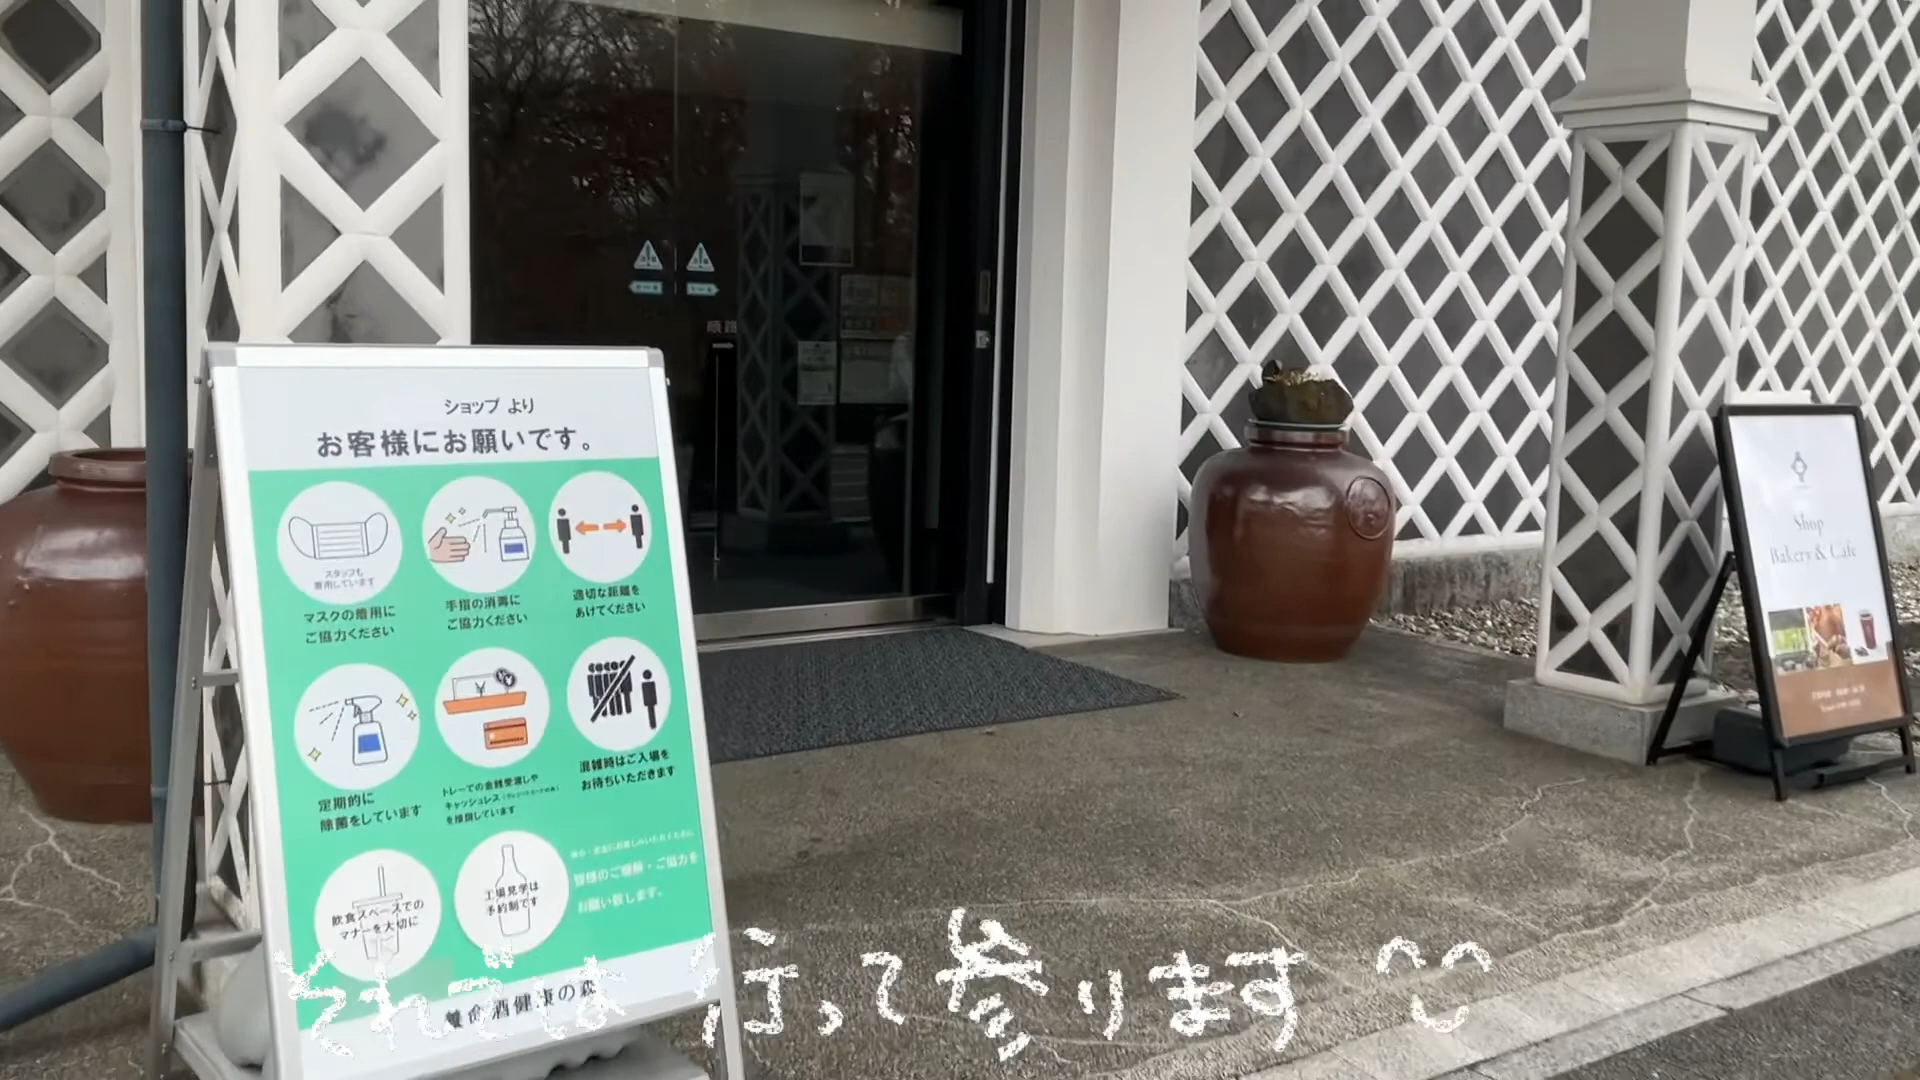 ショップ より
お客様にお願いです。
スタッフも
着用しています
マスクの着用に
ご協力ください
手指の消毒に
ご協力ください
適切な距離を
あけてください
定期的に
除菌をしています
トレーでの金銭受渡しや
キャッシュレス
を推奨しています
混雑時はご入場を
お待ちいただきます
飲食スペースでの
マナーを大切に
工場見学は
予約制です
皆様のご理解・ご協力を
お願い致します。
養命酒健康の森
順路
Shop
Bakery & Cafe
それでは 行って参ります